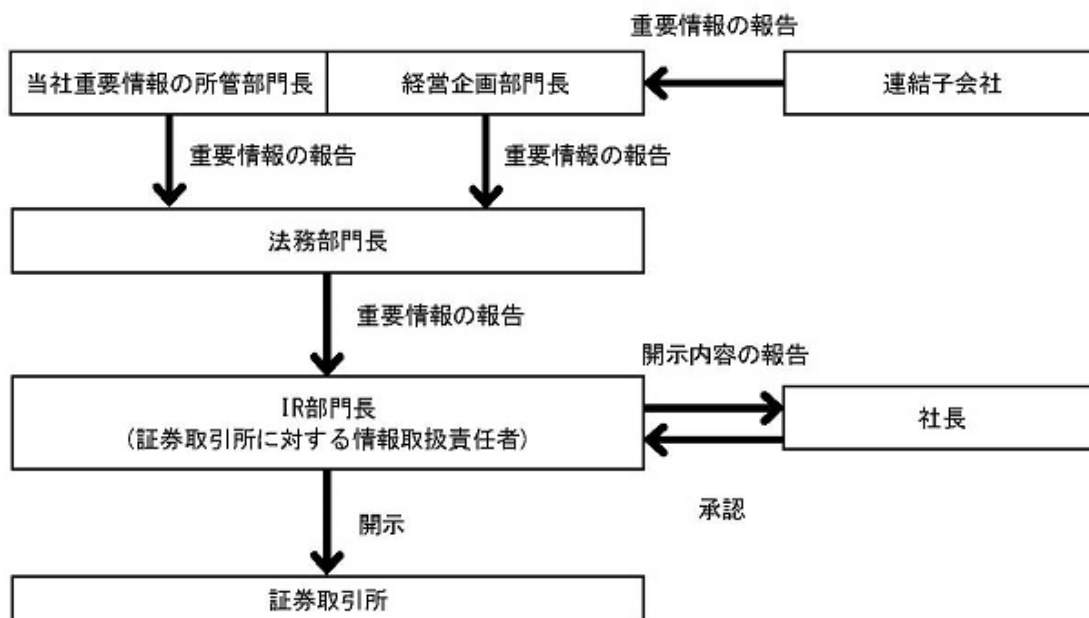 重要情報の報告
当社重要情報の所管部門長
経営企画部門長
連結子会社
重要情報の報告
重要情報の報告
法務部門長
重要情報の報告
開示内容の報告
IR部門長
(証券取引所に対する情報取扱責任者)
社長
承認
開示
証券取引所